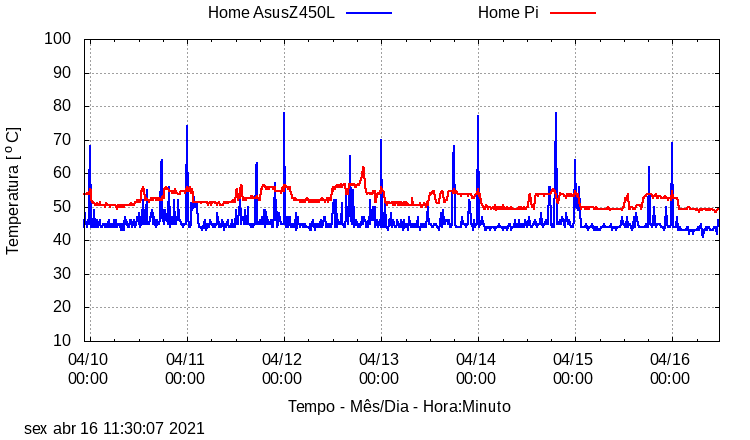 Home AsusZ450L Home Pi
100
90
80
70
60
50
40
30
20
10
Temperatura [ º C]
04/10 04/11 04/12 04/13 04/14 04/15 04/16
00:00 00:00 00:00 00:00 00:00 00:00 00:00
Tempo - Mês/Dia - Hora:Minuto
sex abr 16 11:30:07 2021